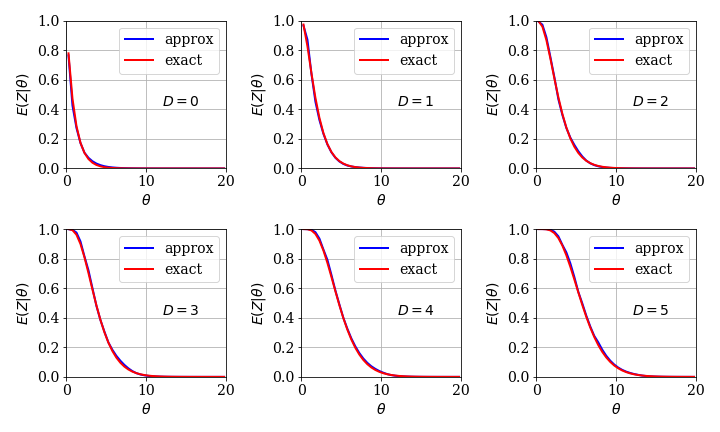 1.0
0.8
0.6
0.4
0.2
0.0
E(Z|θ)
approx
exact
D = 0
0
10
20
θ
1.0
0.8
0.6
0.4
0.2
0.0
E(Z|θ)
approx
exact
D = 1
0
10
20
θ
1.0
0.8
0.6
0.4
0.2
0.0
E(Z|θ)
approx
exact
D = 2
0
10
20
θ
1.0
0.8
0.6
0.4
0.2
0.0
E(Z|θ)
approx
exact
D = 3
0
10
20
θ
1.0
0.8
0.6
0.4
0.2
0.0
E(Z|θ)
approx
exact
D = 4
0
10
20
θ
1.0
0.8
0.6
0.4
0.2
0.0
E(Z|θ)
approx
exact
D = 5
0
10
20
θ